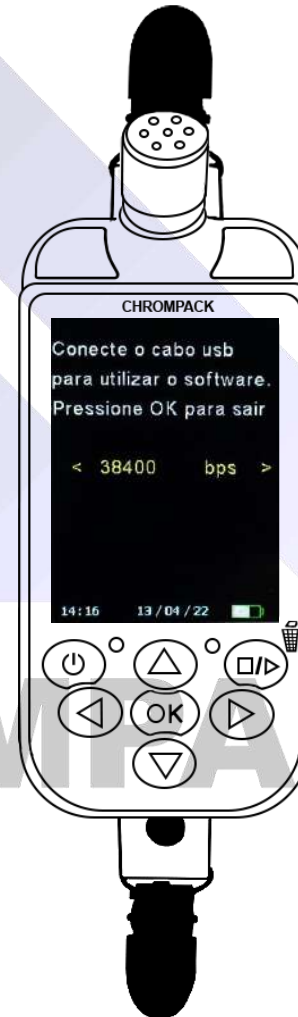 CHROMPACK
Conecte o cabo usb
para utilizar o software.
Pressione OK para sair
< 38400 bps >
14:16 13/04/22
OK
MPA